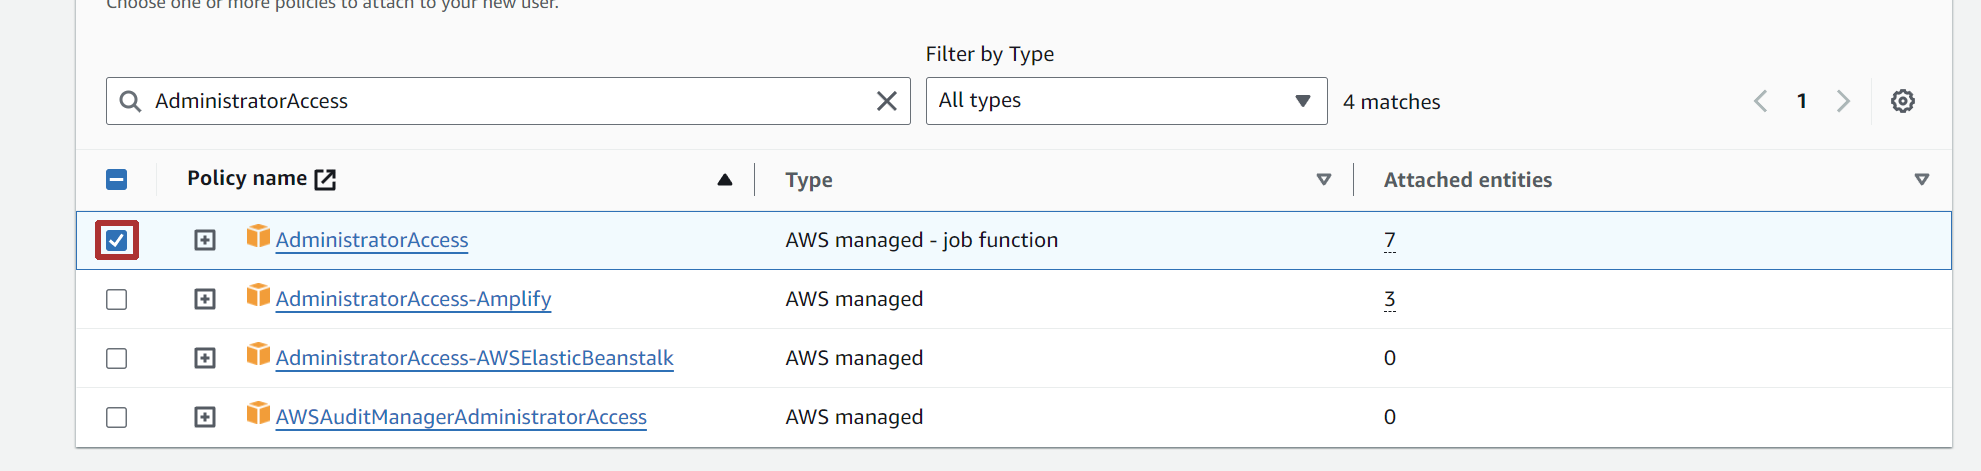 Choose one or more policies to attach to your new user.
Filter by Type
AdministratorAccess
All types
4 matches
1
Policy name
Type
Attached entities
AdministratorAccess
AWS managed - job function
7
AdministratorAccess-Amplify
AWS managed
3
AdministratorAccess-AWSElasticBeanstalk
AWS managed
0
AWSAuditManagerAdministratorAccess
AWS managed
0